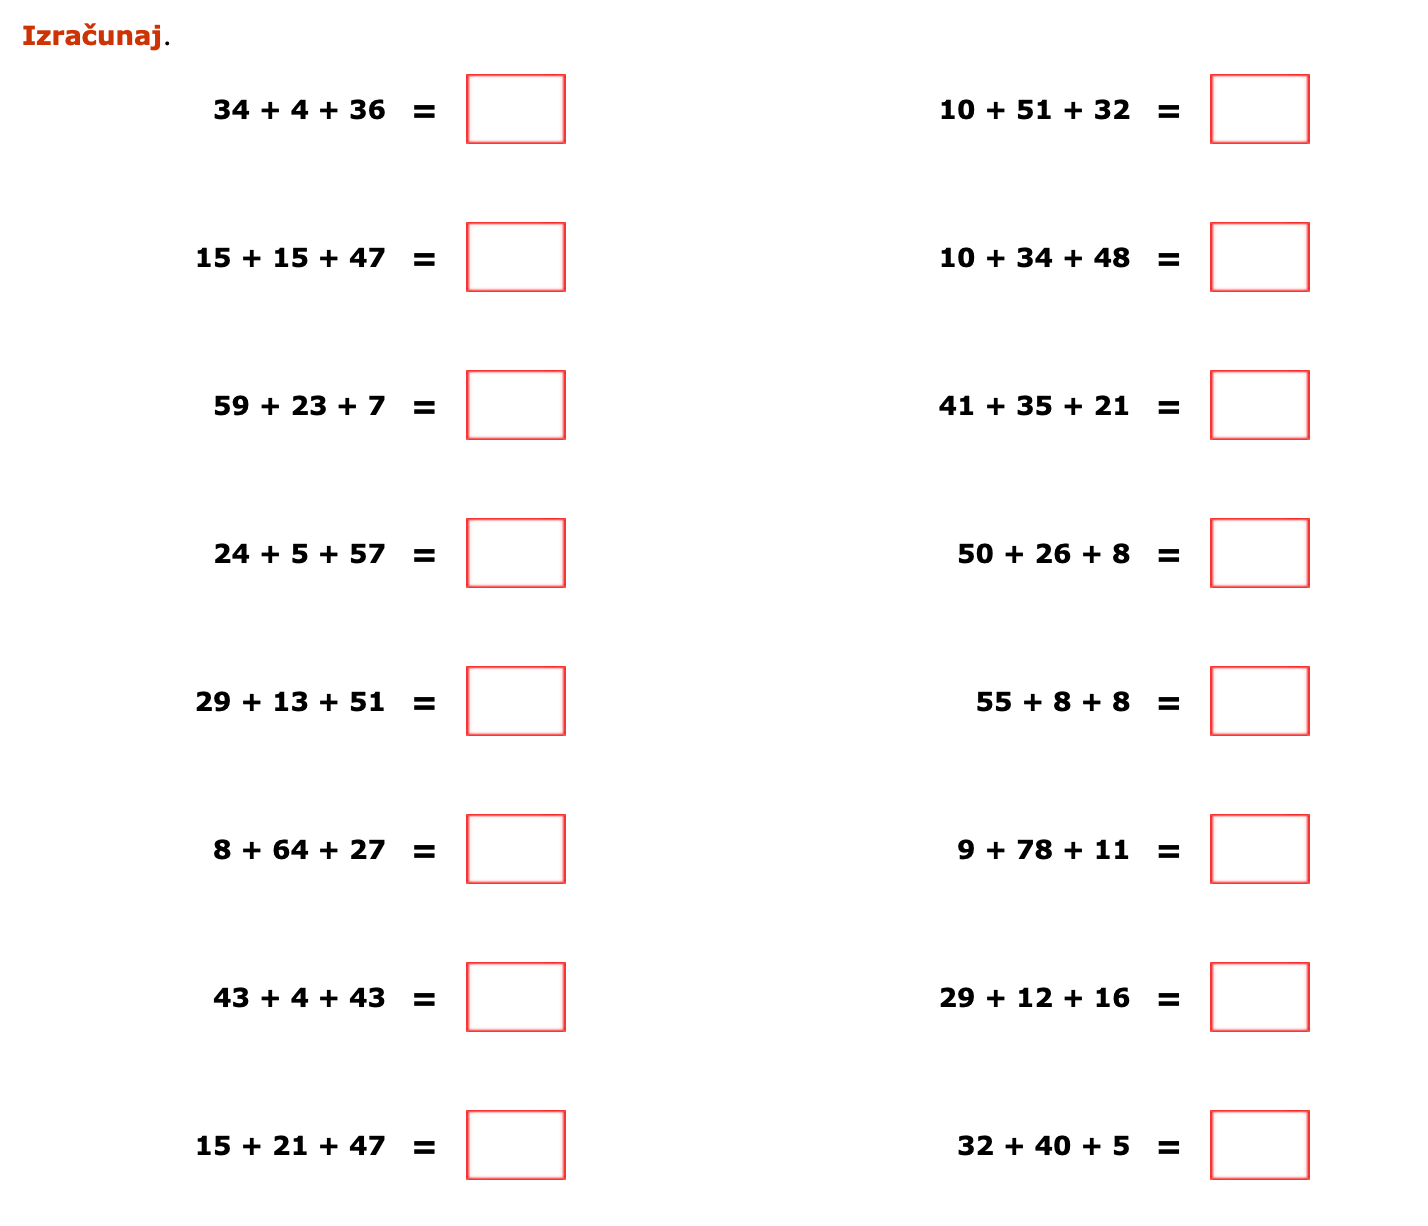 Izračunaj.
34 + 4 + 36 = 10 + 51 + 32 =
15 + 15 + 47 = 10 + 34 + 48 =
59 + 23 + 7 = 41 + 35 + 21 =
24 + 5 + 57 = 50 + 26 + 8 =
29 + 13 + 51 = 55 + 8 + 8 =
8 + 64 + 27 = 9 + 78 + 11 =
43 + 4 + 43 = 29 + 12 + 16 =
15 + 21 + 47 = 32 + 40 + 5 =